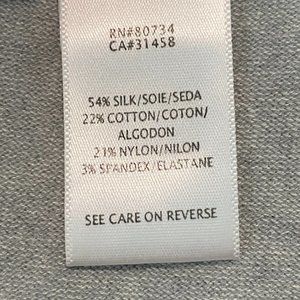 RN#80734
CA#31458
54% SILK/SOIE/SEDA
22% COTTON/COTON/
ALGODON
21% NYLON/NILON
3% SPANDEX/ELASTANE
SEE CARE ON REVERSE